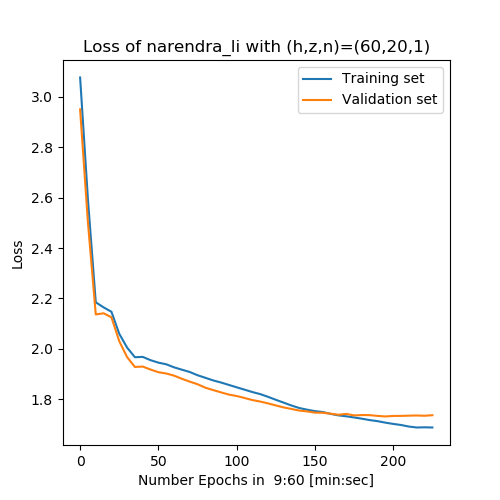 Loss of narendra_li with (h,z,n)=(60,20,1)
Training set
Validation set
3.0
2.8
2.6
2.4
2.2
2.0
1.8
Loss
0 50 100 150 200
Number Epochs in  9:60 [min:sec]